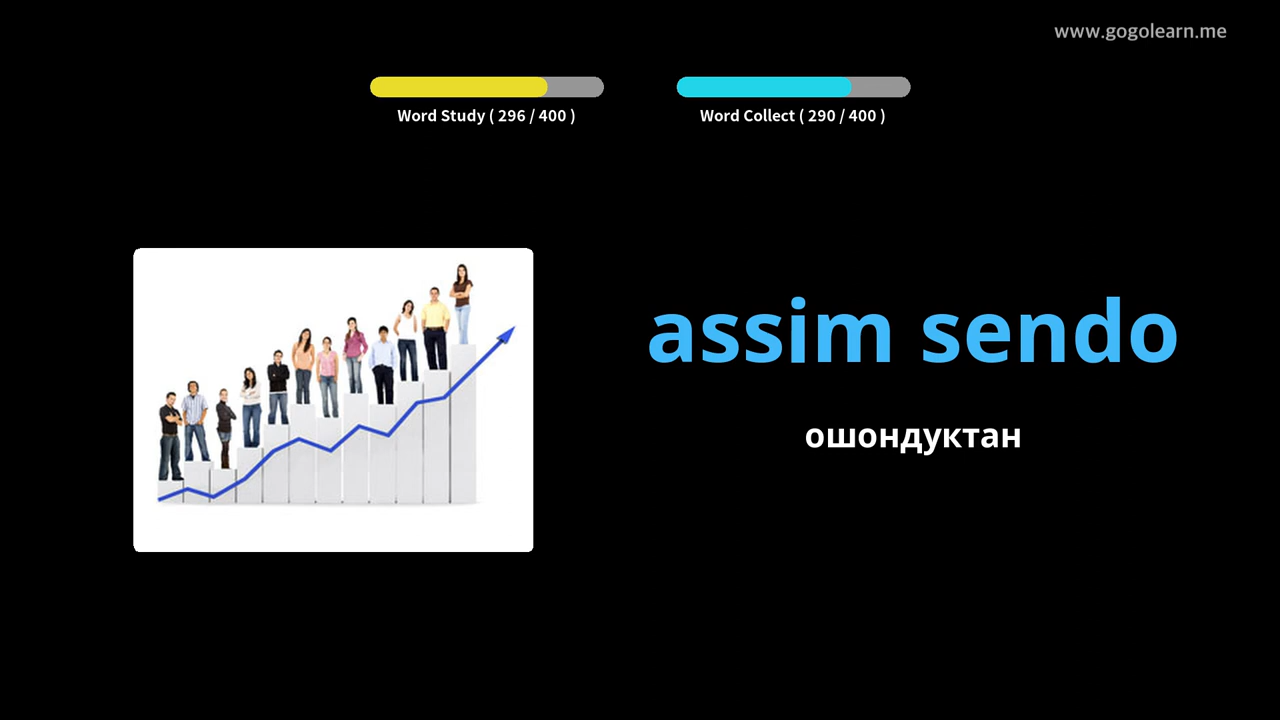 www.gogolearn.me
Word Study ( 296 / 400 )
Word Collect ( 290 / 400 )
assim sendo
ошондуктан